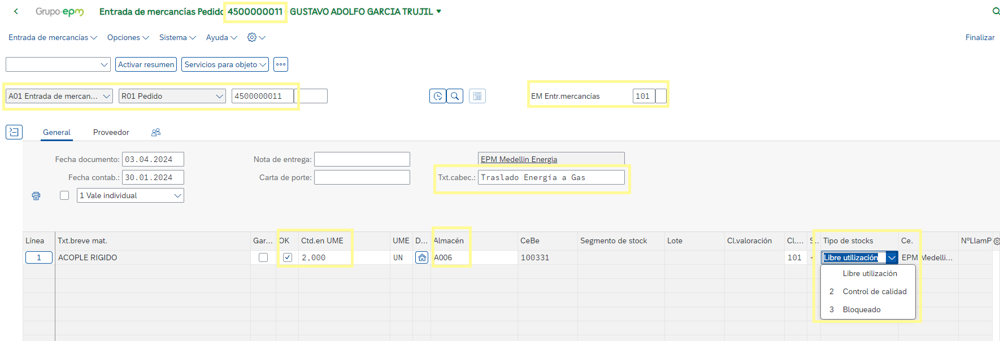 Grupo·epm Entrada de mercancías Pedido 4500000011 - GUSTAVO ADOLFO GARCIA TRUJIL
Entrada de mercancías Opciones Sistema Ayuda Finalizar
Activar resumen Servicios para objeto
A01 Entrada de mercan... R01 Pedido 4500000011 EM Entr.mercancías 101
General Proveedor
Fecha documento: 03.04.2024 Nota de entrega: EPM Medellin Energia
Fecha contab.: 30.01.2024 Carta de porte: Txt.cabec.: Traslado Energía a Gas
1 Vale individual
Línea Txt.breve mat. Gar... OK Ctd.en UME UME D... Almacén CeBe Segmento de stock Lote Cl.valoración Cl.... S.. Tipo de stocks Ce. NºLlamP
1 ACOPLE RIGIDO 2,000 UN A006 100331 101 + Libre utilización EPM Medelli...
Libre utilización
2 Control de calidad
3 Bloqueado